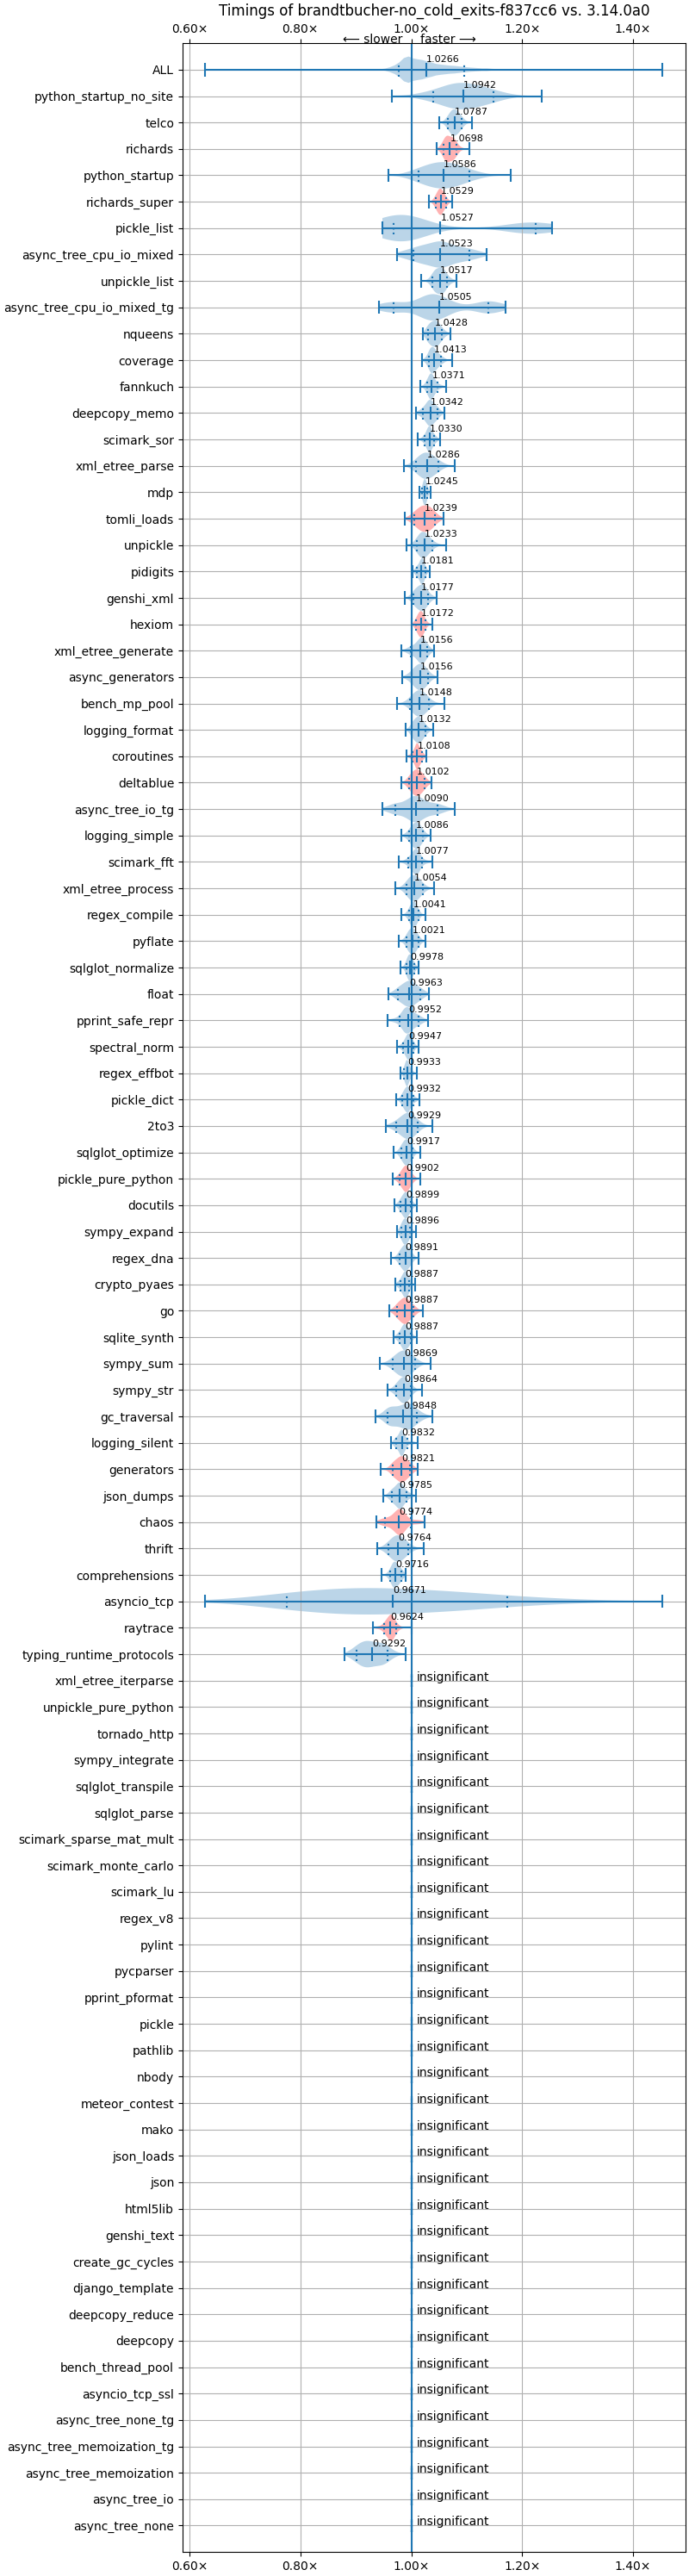 Timings of brandtbucher-no_cold_exits-f837cc6 vs. 3.14.0a0
0.60× 0.80× 1.00× 1.20× 1.40×
⟵ slower faster ⟶
ALL 1.0266
python_startup_no_site 1.0942
telco 1.0787
richards 1.0698
python_startup 1.0586
richards_super 1.0529
pickle_list 1.0527
async_tree_cpu_io_mixed 1.0523
unpickle_list 1.0517
async_tree_cpu_io_mixed_tg 1.0505
nqueens 1.0428
coverage 1.0413
fannkuch 1.0371
deepcopy_memo 1.0342
scimark_sor 1.0330
xml_etree_parse 1.0286
mdp 1.0245
tomli_loads 1.0239
unpickle 1.0233
pidigits 1.0181
genshi_xml 1.0177
hexiom 1.0172
xml_etree_generate 1.0156
async_generators 1.0156
bench_mp_pool 1.0148
logging_format 1.0132
coroutines 1.0108
deltablue 1.0102
async_tree_io_tg 1.0090
logging_simple 1.0086
scimark_fft 1.0077
xml_etree_process 1.0054
regex_compile 1.0041
pyflate 1.0021
sqlglot_normalize 0.9978
float 0.9963
pprint_safe_repr 0.9952
spectral_norm 0.9947
regex_effbot 0.9933
pickle_dict 0.9932
2to3 0.9929
sqlglot_optimize 0.9917
pickle_pure_python 0.9902
docutils 0.9899
sympy_expand 0.9896
regex_dna 0.9891
crypto_pyaes 0.9887
go 0.9887
sqlite_synth 0.9887
sympy_sum 0.9869
sympy_str 0.9864
gc_traversal 0.9848
logging_silent 0.9832
generators 0.9821
json_dumps 0.9785
chaos 0.9774
thrift 0.9764
comprehensions 0.9716
asyncio_tcp 0.9671
raytrace 0.9624
typing_runtime_protocols 0.9292
xml_etree_iterparse insignificant
unpickle_pure_python insignificant
tornado_http insignificant
sympy_integrate insignificant
sqlglot_transpile insignificant
sqlglot_parse insignificant
scimark_sparse_mat_mult insignificant
scimark_monte_carlo insignificant
scimark_lu insignificant
regex_v8 insignificant
pylint insignificant
pycparser insignificant
pprint_pformat insignificant
pickle insignificant
pathlib insignificant
nbody insignificant
meteor_contest insignificant
mako insignificant
json_loads insignificant
json insignificant
html5lib insignificant
genshi_text insignificant
create_gc_cycles insignificant
django_template insignificant
deepcopy_reduce insignificant
deepcopy insignificant
bench_thread_pool insignificant
asyncio_tcp_ssl insignificant
async_tree_none_tg insignificant
async_tree_memoization_tg insignificant
async_tree_memoization insignificant
async_tree_io insignificant
async_tree_none insignificant
0.60× 0.80× 1.00× 1.20× 1.40×